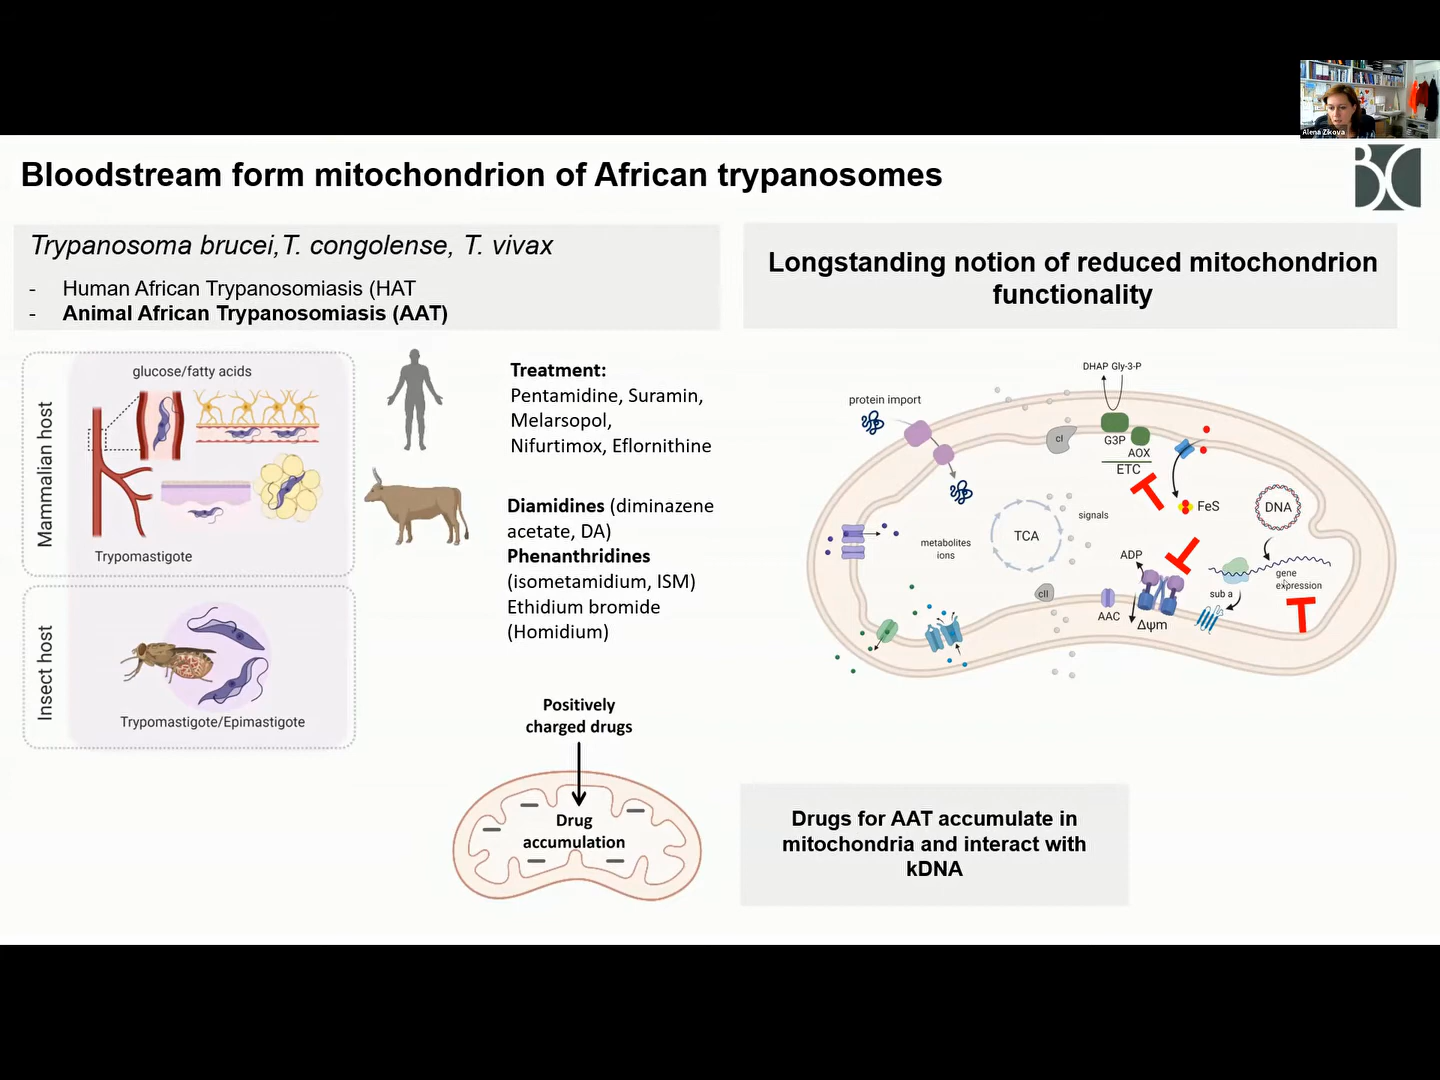 Alena Zikova
Bloodstream form mitochondrion of African trypanosomes
BC
Trypanosoma brucei,T. congolense, T. vivax
- Human African Trypanosomiasis (HAT
- Animal African Trypanosomiasis (AAT)
Longstanding notion of reduced mitochondrion
functionality
Mammalian host
glucose/fatty acids
Trypomastigote
Insect host
Trypomastigote/Epimastigote
Treatment:
Pentamidine, Suramin,
Melarsopol,
Nifurtimox, Eflornithine
Diamidines (diminazene
acetate, DA)
Phenanthridines
(isometamidium, ISM)
Ethidium bromide
(Homidium)
Positively
charged drugs
Drug
accumulation
protein import
DHAP Gly-3-P
cI
G3P
AOX
ETC
FeS
DNA
signals
TCA
metabolites
ions
ADP
gene
expression
sub a
cII
AAC
Δψm
Drugs for AAT accumulate in
mitochondria and interact with
kDNA